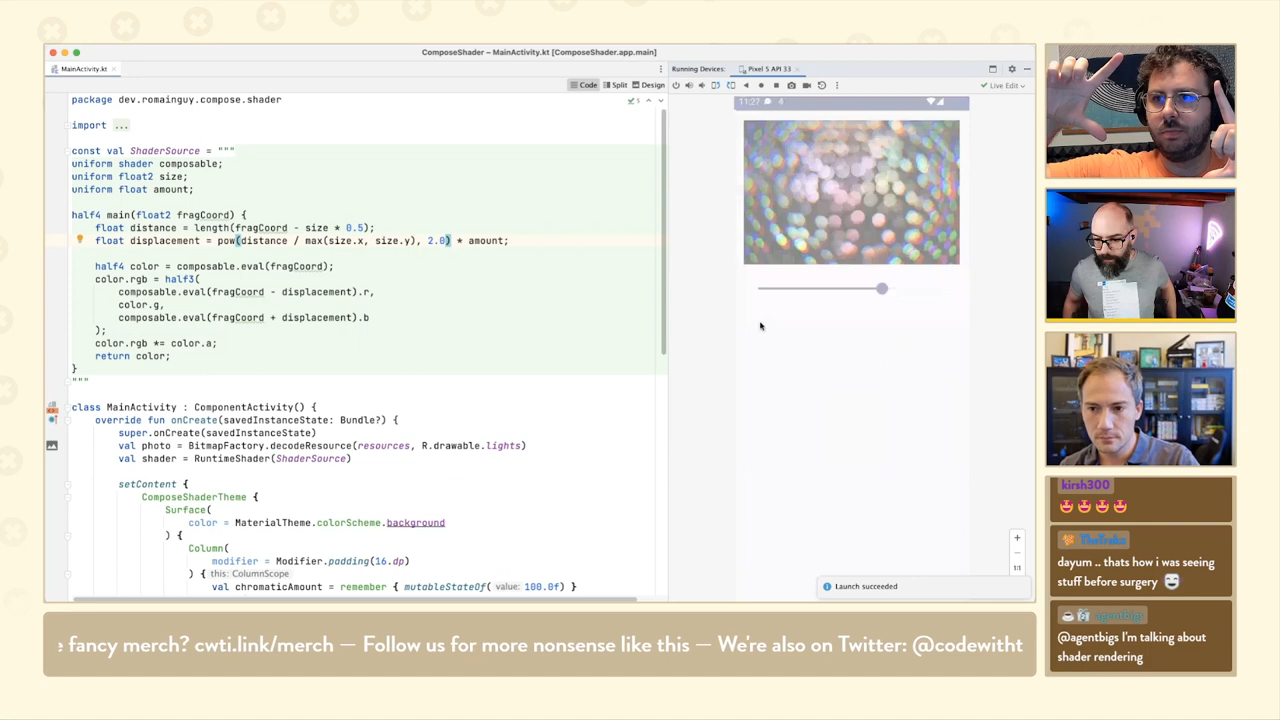 ComposeShader – MainActivity.kt [ComposeShader.app.main]
MainActivity.kt
Code Split Design
package dev.romainguy.compose.shader
import ...
const val ShaderSource = """
uniform shader composable;
uniform float2 size;
uniform float amount;
half4 main(float2 fragCoord) {
float distance = length(fragCoord - size * 0.5);
float displacement = pow(distance / max(size.x, size.y), 2.0) * amount;
half4 color = composable.eval(fragCoord);
color.rgb = half3(
composable.eval(fragCoord - displacement).r,
color.g,
composable.eval(fragCoord + displacement).b
);
color.rgb *= color.a;
return color;
}
"""
class MainActivity : ComponentActivity() {
override fun onCreate(savedInstanceState: Bundle?) {
super.onCreate(savedInstanceState)
val photo = BitmapFactory.decodeResource(resources, R.drawable.lights)
val shader = RuntimeShader(ShaderSource)
setContent {
ComposeShaderTheme {
Surface(
color = MaterialTheme.colorScheme.background
) {
Column(
modifier = Modifier.padding(16.dp)
) { this: ColumnScope
val chromaticAmount = remember { mutableStateOf( value: 100.0f) }
5
Running Devices: Pixel 5 API 33
Live Edit
11:27
1:1
Launch succeeded
kirsh300
dayum .. thats how i was seeing
stuff before surgery
agentbigs
@agentbigs I'm talking about
shader rendering
e fancy merch? cwti.link/merch — Follow us for more nonsense like this — We're also on Twitter: @codewitht